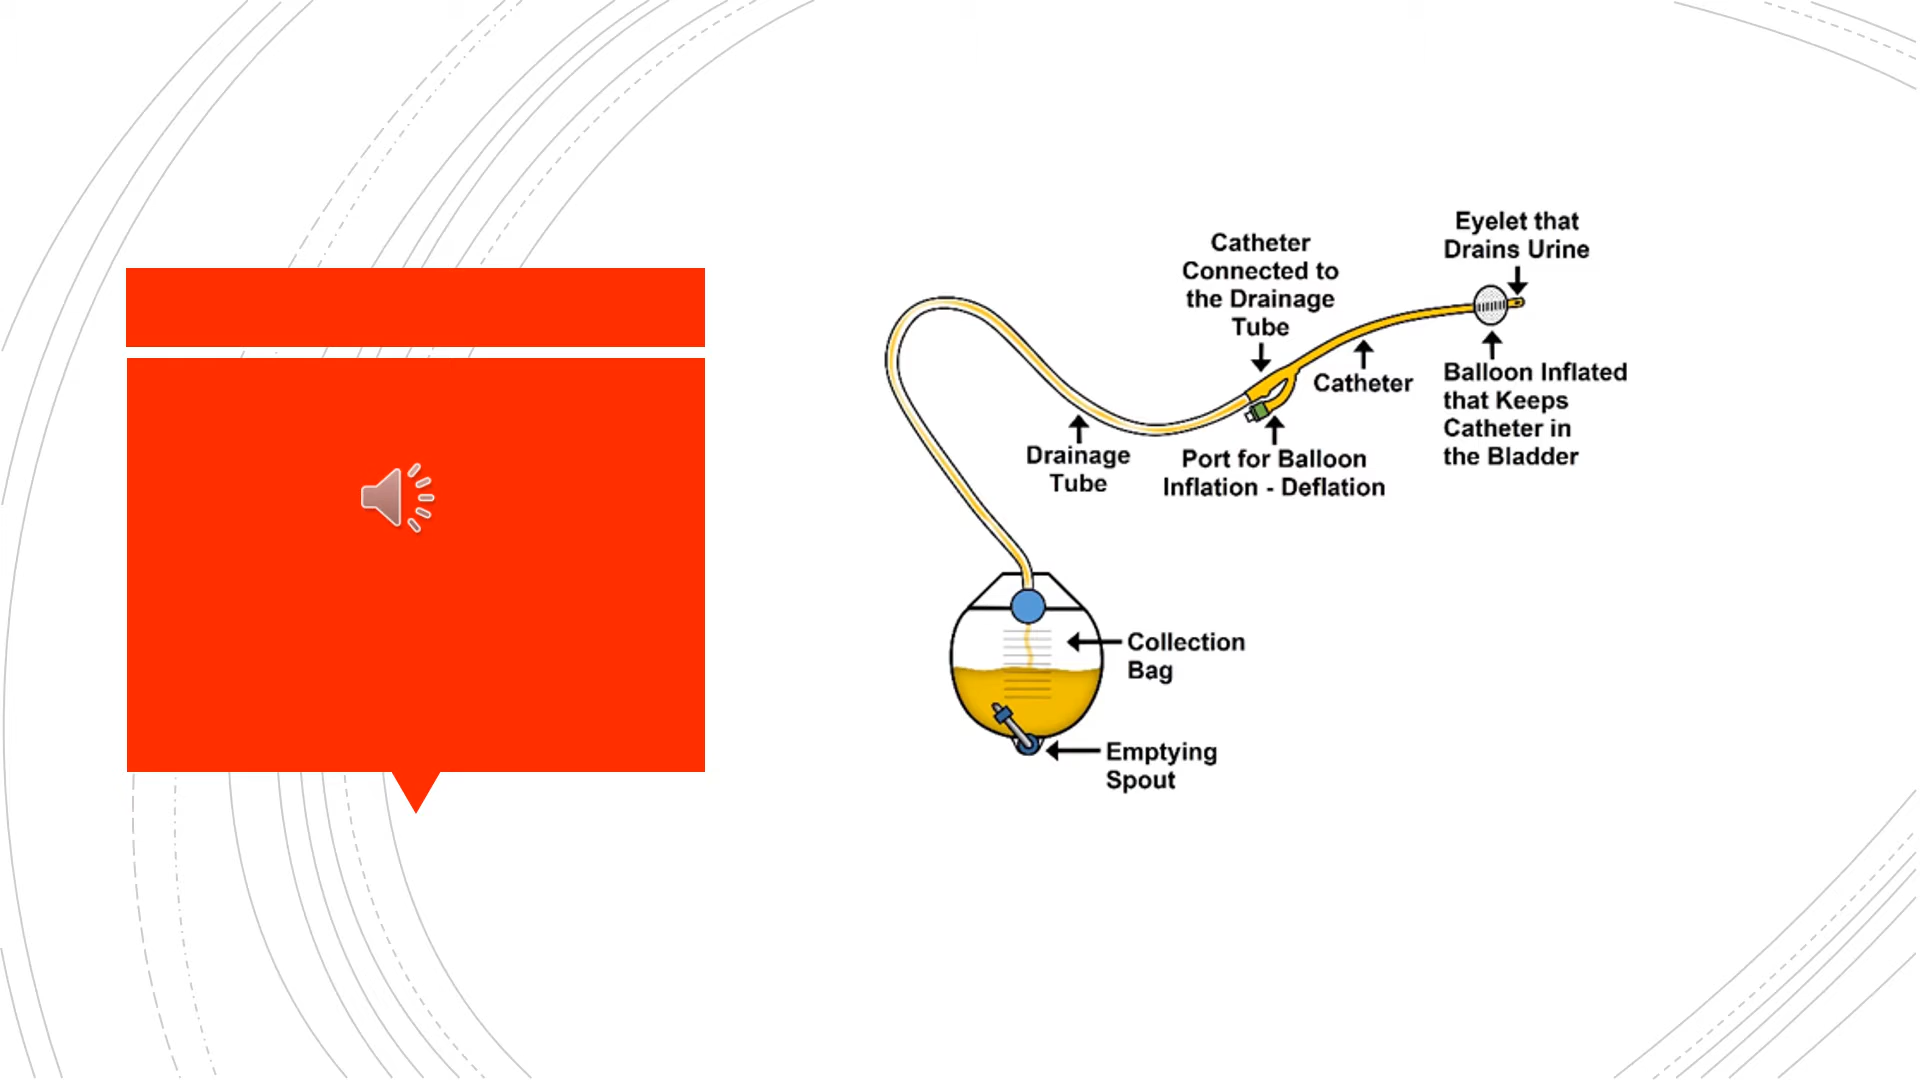 Eyelet that
Drains Urine
Catheter
Connected to
the Drainage
Tube
Catheter
Balloon Inflated
that Keeps
Catheter in
the Bladder
Drainage
Tube
Port for Balloon
Inflation - Deflation
Collection
Bag
Emptying
Spout